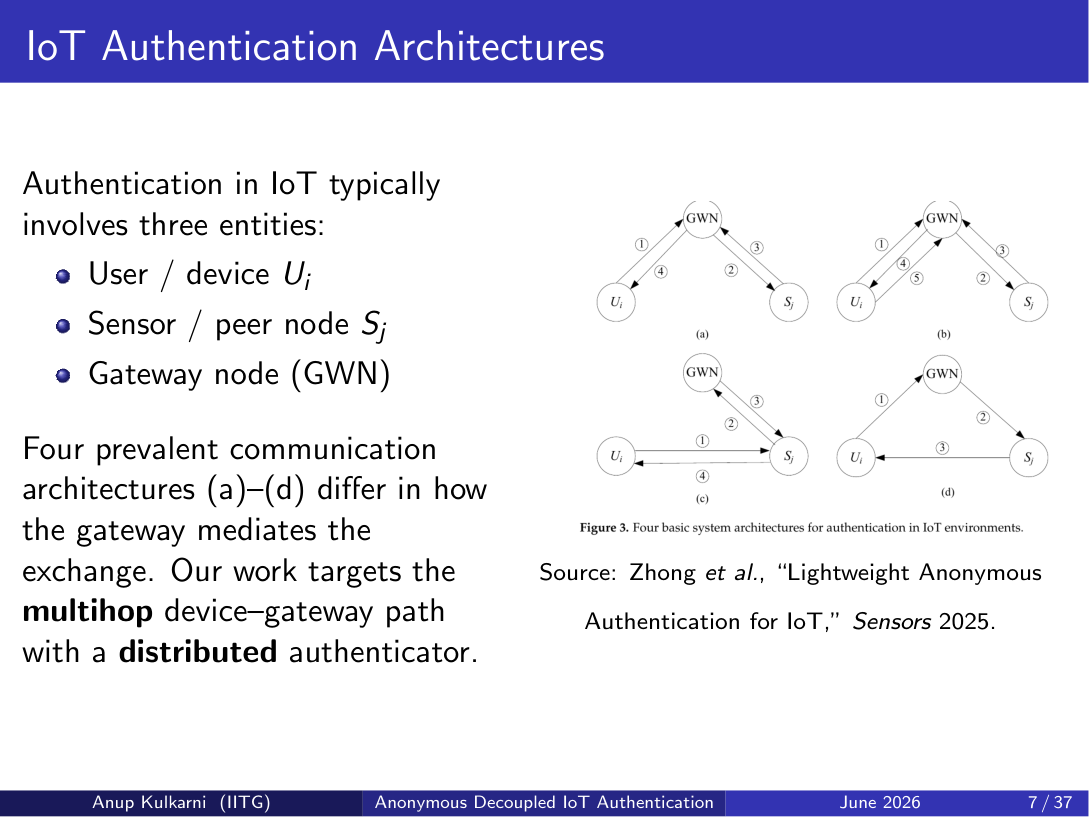 IoT Authentication Architectures
Authentication in IoT typically
involves three entities:
User / device Ui
Sensor / peer node Sj
Gateway node (GWN)
Four prevalent communication
architectures (a)–(d) differ in how
the gateway mediates the
exchange. Our work targets the
multihop device–gateway path
with a distributed authenticator.
GWN
1
3
4
2
Ui
Sj
(a)
GWN
1
3
4
5
2
Ui
Sj
(b)
GWN
3
2
1
Ui
Sj
4
(c)
GWN
1
2
3
Ui
Sj
(d)
Figure 3. Four basic system architectures for authentication in IoT environments.
Source: Zhong et al., “Lightweight Anonymous
Authentication for IoT,” Sensors 2025.
Anup Kulkarni (IITG)
Anonymous Decoupled IoT Authentication
June 2026
7 / 37